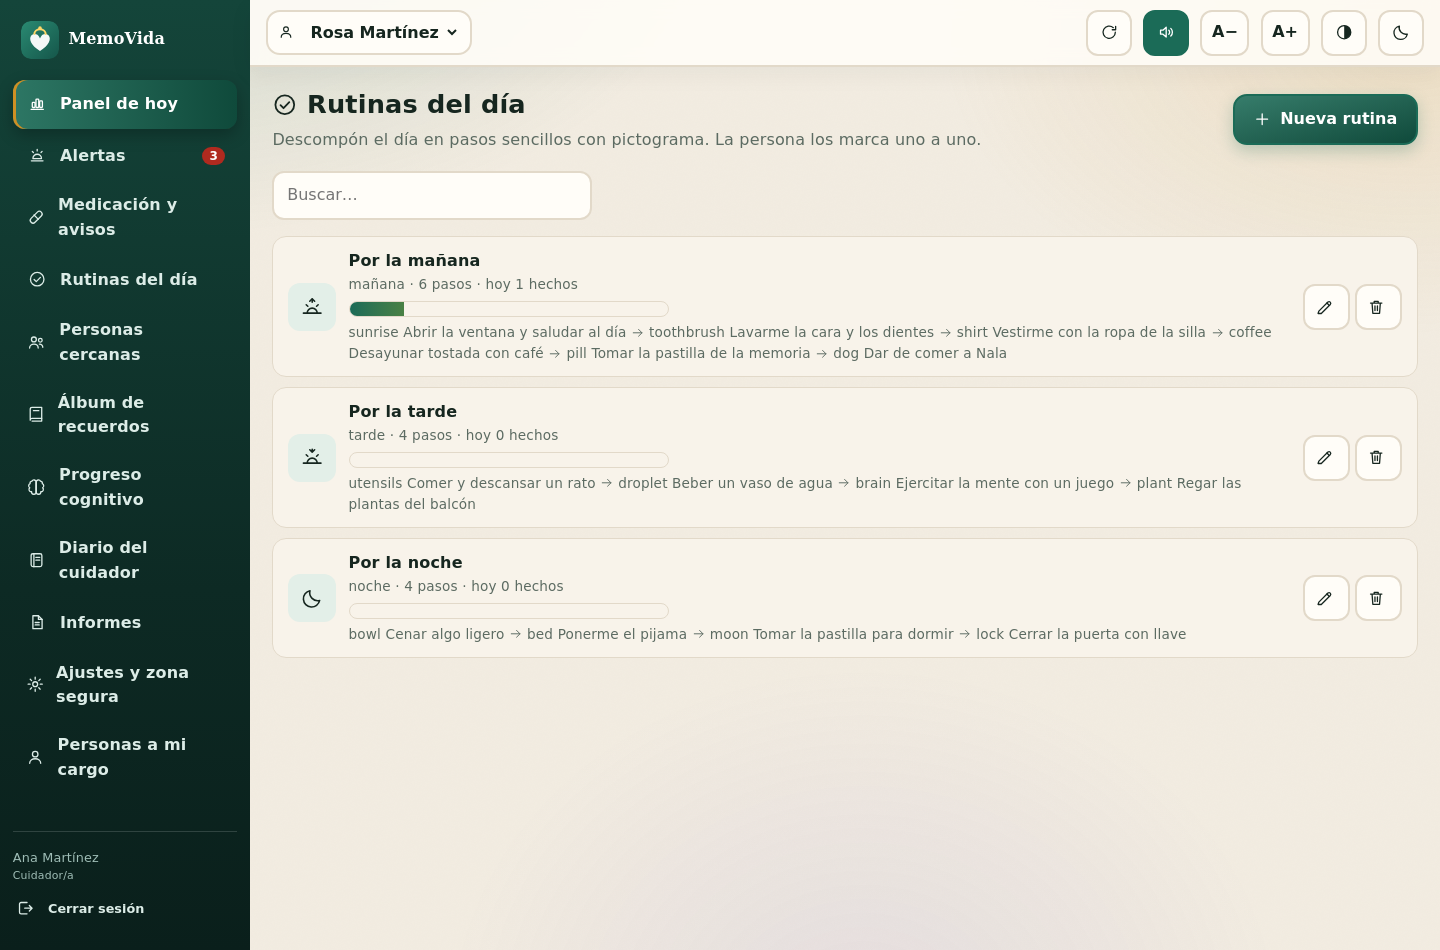 MemoVida
Panel de hoy
Alertas
3
Medicación y
avisos
Rutinas del día
Personas
cercanas
Álbum de
recuerdos
Progreso
cognitivo
Diario del
cuidador
Informes
Ajustes y zona
segura
Personas a mi
cargo
Ana Martínez
Cuidador/a
Cerrar sesión
Rosa Martínez
A−
A+
Rutinas del día
Descompón el día en pasos sencillos con pictograma. La persona los marca uno a uno.
Nueva rutina
Buscar...
Por la mañana
mañana · 6 pasos · hoy 1 hechos
sunrise Abrir la ventana y saludar al día → toothbrush Lavarme la cara y los dientes → shirt Vestirme con la ropa de la silla → coffee
Desayunar tostada con café → pill Tomar la pastilla de la memoria → dog Dar de comer a Nala
Por la tarde
tarde · 4 pasos · hoy 0 hechos
utensils Comer y descansar un rato → droplet Beber un vaso de agua → brain Ejercitar la mente con un juego → plant Regar las
plantas del balcón
Por la noche
noche · 4 pasos · hoy 0 hechos
bowl Cenar algo ligero → bed Ponerme el pijama → moon Tomar la pastilla para dormir → lock Cerrar la puerta con llave